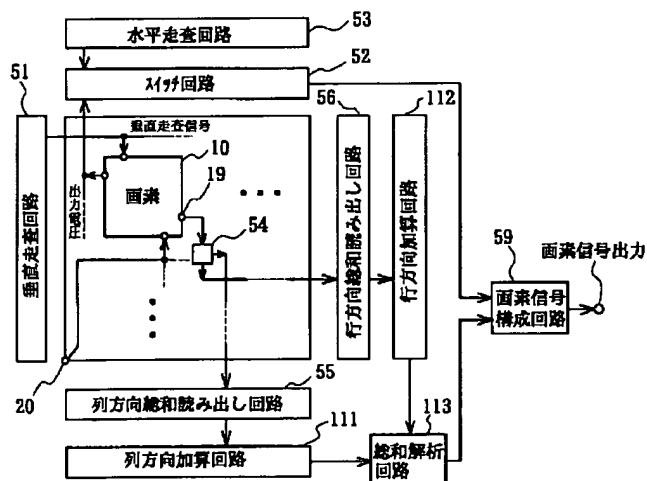 水平走査回路
53
51
スイッチ回路
52
56
112
垂直走査信号
10
画素
19
出力電圧
垂直走査回路
54
行方向総和読み出し回路
行方向加算回路
59
画素信号出力
画素信号
構成回路
20
55
列方向総和読み出し回路
111
113
列方向加算回路
総和解析
回路